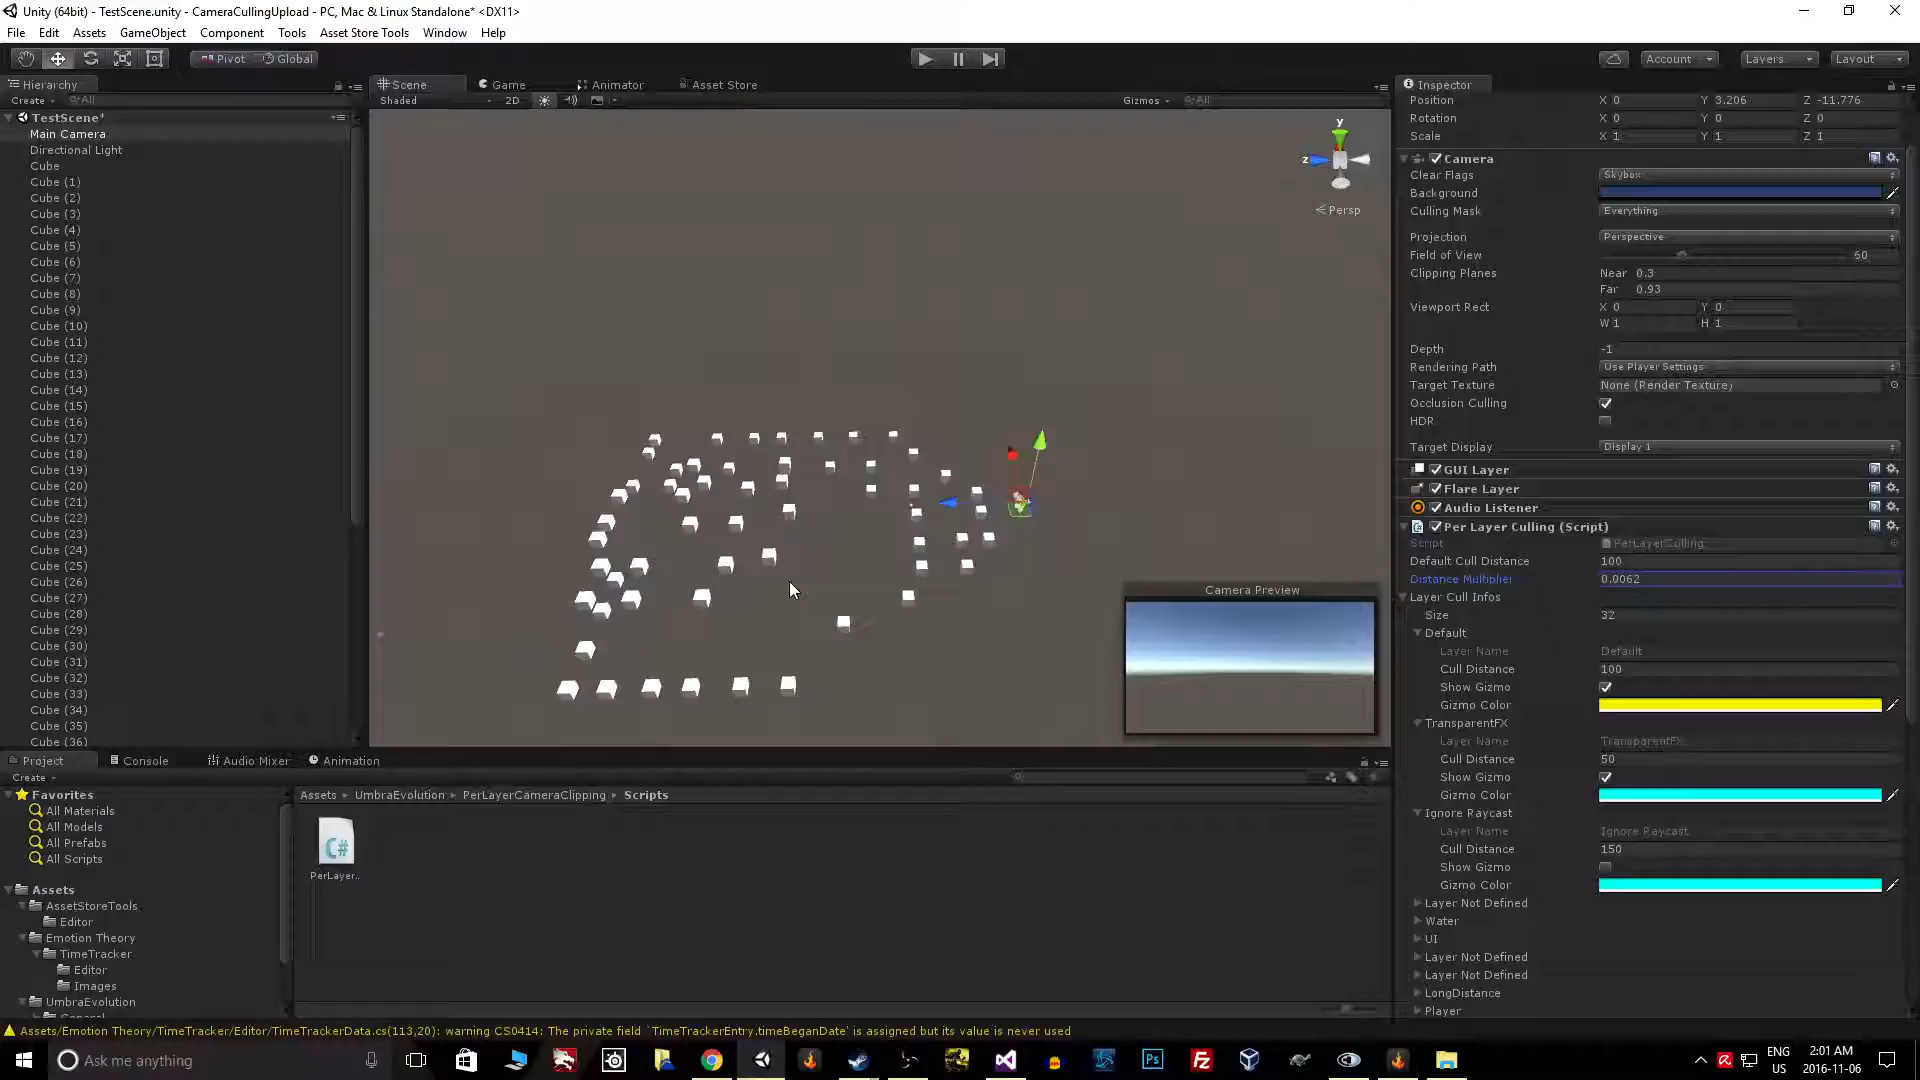 Unity (64bit) - TestScene.unity - CameraCullingUpload - PC, Mac & Linux Standalone* <DX11>
File Edit Assets GameObject Component Tools Asset Store Tools Window Help
Pivot Global Account Layers Layout
Hierarchy
Create All
TestScene*
Main Camera
Directional Light
Cube
Cube (1)
Cube (2)
Cube (3)
Cube (4)
Cube (5)
Cube (6)
Cube (7)
Cube (8)
Cube (9)
Cube (10)
Cube (11)
Cube (12)
Cube (13)
Cube (14)
Cube (15)
Cube (16)
Cube (17)
Cube (18)
Cube (19)
Cube (20)
Cube (21)
Cube (22)
Cube (23)
Cube (24)
Cube (25)
Cube (26)
Cube (27)
Cube (28)
Cube (29)
Cube (30)
Cube (31)
Cube (32)
Cube (33)
Cube (34)
Cube (35)
Cube (36)
Scene Game Animator Asset Store
Shaded 2D Gizmos All
y
z
Persp
Camera Preview
Inspector
Position X 0 Y 3.206 Z -11.776
Rotation X 0 Y 0 Z 0
Scale X 1 Y 1 Z 1
Camera
Clear Flags Skybox
Background
Culling Mask Everything
Projection Perspective
Field of View 60
Clipping Planes Near 0.3
Far 0.93
Viewport Rect X 0 Y 0
W 1 H 1
Depth -1
Rendering Path Use Player Settings
Target Texture None (Render Texture)
Occlusion Culling
HDR
Target Display Display 1
GUI Layer
Flare Layer
Audio Listener
Per Layer Culling (Script)
Script PerLayerCulling
Default Cull Distance 100
Distance Multiplier 0.0062
Layer Cull Infos
Size 32
Default
Layer Name Default
Cull Distance 100
Show Gizmo
Gizmo Color
TransparentFX
Layer Name TransparentFX
Cull Distance 50
Show Gizmo
Gizmo Color
Ignore Raycast
Layer Name Ignore Raycast
Cull Distance 150
Show Gizmo
Gizmo Color
Layer Not Defined
Water
UI
Layer Not Defined
Layer Not Defined
LongDistance
Player
Project Console Audio Mixer Animation
Create
Favorites
All Materials
All Models
All Prefabs
All Scripts
Assets
AssetStoreTools
Editor
Emotion Theory
TimeTracker
Editor
Images
UmbraEvolution
Assets UmbraEvolution PerLayerCameraClipping Scripts
C#
PerLayer..
Assets/Emotion Theory/TimeTracker/Editor/TimeTrackerData.cs(113,20): warning CS0414: The private field `TimeTrackerEntry.timeBeganDate' is assigned but its value is never used
Ask me anything
Ps
Fz
ENG
US
2:01 AM
2016-11-06